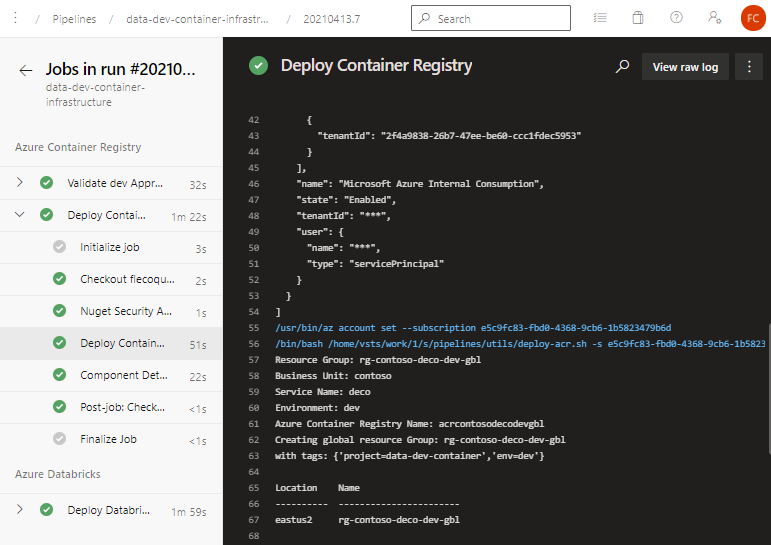 Pipelines / data-dev-container-infrastr... / 20210413.7
Search
FC
Jobs in run #20210...
data-dev-container-
infrastructure
Azure Container Registry
Validate dev Appr... 32s
Deploy Contai... 1m 22s
Initialize job 3s
Checkout flecoqu... 2s
Nuget Security A... 1s
Deploy Contain... 51s
Component Det... 22s
Post-job: Check... <1s
Finalize Job <1s
Azure Databricks
Deploy Databri... 1m 59s
Deploy Container Registry
View raw log
42 {
43 "tenantId": "2f4a9838-26b7-47ee-be60-ccc1fdec5953"
44 }
45 ],
46 "name": "Microsoft Azure Internal Consumption",
47 "state": "Enabled",
48 "tenantId": "***",
49 "user": {
50 "name": "***",
51 "type": "servicePrincipal"
52 }
53 }
54 ]
55 /usr/bin/az account set --subscription e5c9fc83-fbd0-4368-9cb6-1b5823479b6d
56 /bin/bash /home/vsts/work/1/s/pipelines/utils/deploy-acr.sh -s e5c9fc83-fbd0-4368-9cb6-1b5823
57 Resource Group: rg-contoso-deco-dev-gbl
58 Business Unit: contoso
59 Service Name: deco
60 Environment: dev
61 Azure Container Registry Name: acrcontosodecodevgbl
62 Creating global resource Group: rg-contoso-deco-dev-gbl
63 with tags: {'project=data-dev-container','env=dev'}
64
65 Location Name
66 ---------- -----------------------
67 eastus2 rg-contoso-deco-dev-gbl
68